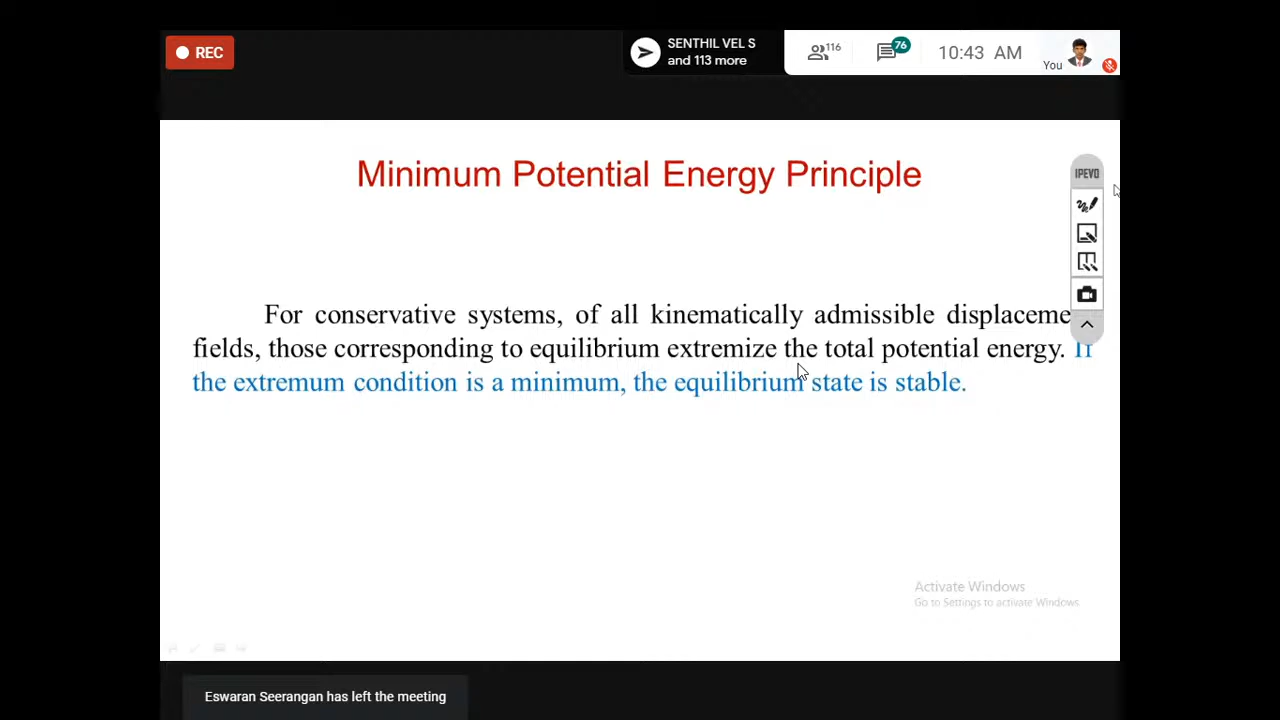 REC
SENTHIL VEL S
and 113 more
116
76
10:43 AM
You
Minimum Potential Energy Principle
IPEVO
For conservative systems, of all kinematically admissible displaceme
fields, those corresponding to equilibrium extremize the total potential energy. If
the extremum condition is a minimum, the equilibrium state is stable.
Activate Windows
Go to Settings to activate Windows.
Eswaran Seerangan has left the meeting